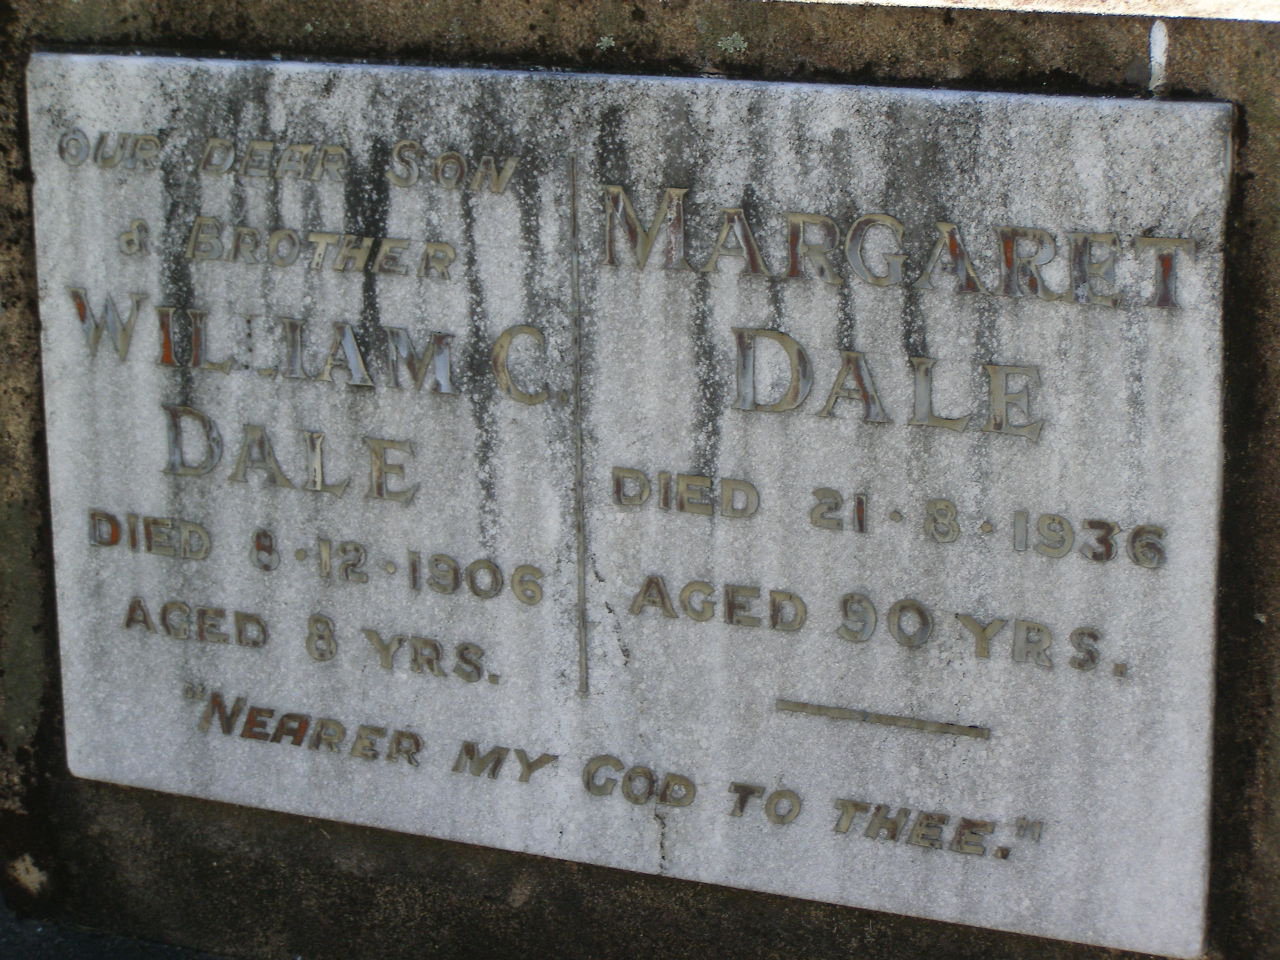 OUR DEAR SON
& BROTHER
WILLIAM C.
DALE
DIED 8·12·1906
AGED 8 YRS.
MARGARET
DALE
DIED 21·8·1936
AGED 90 YRS.
"NEARER MY GOD TO THEE."